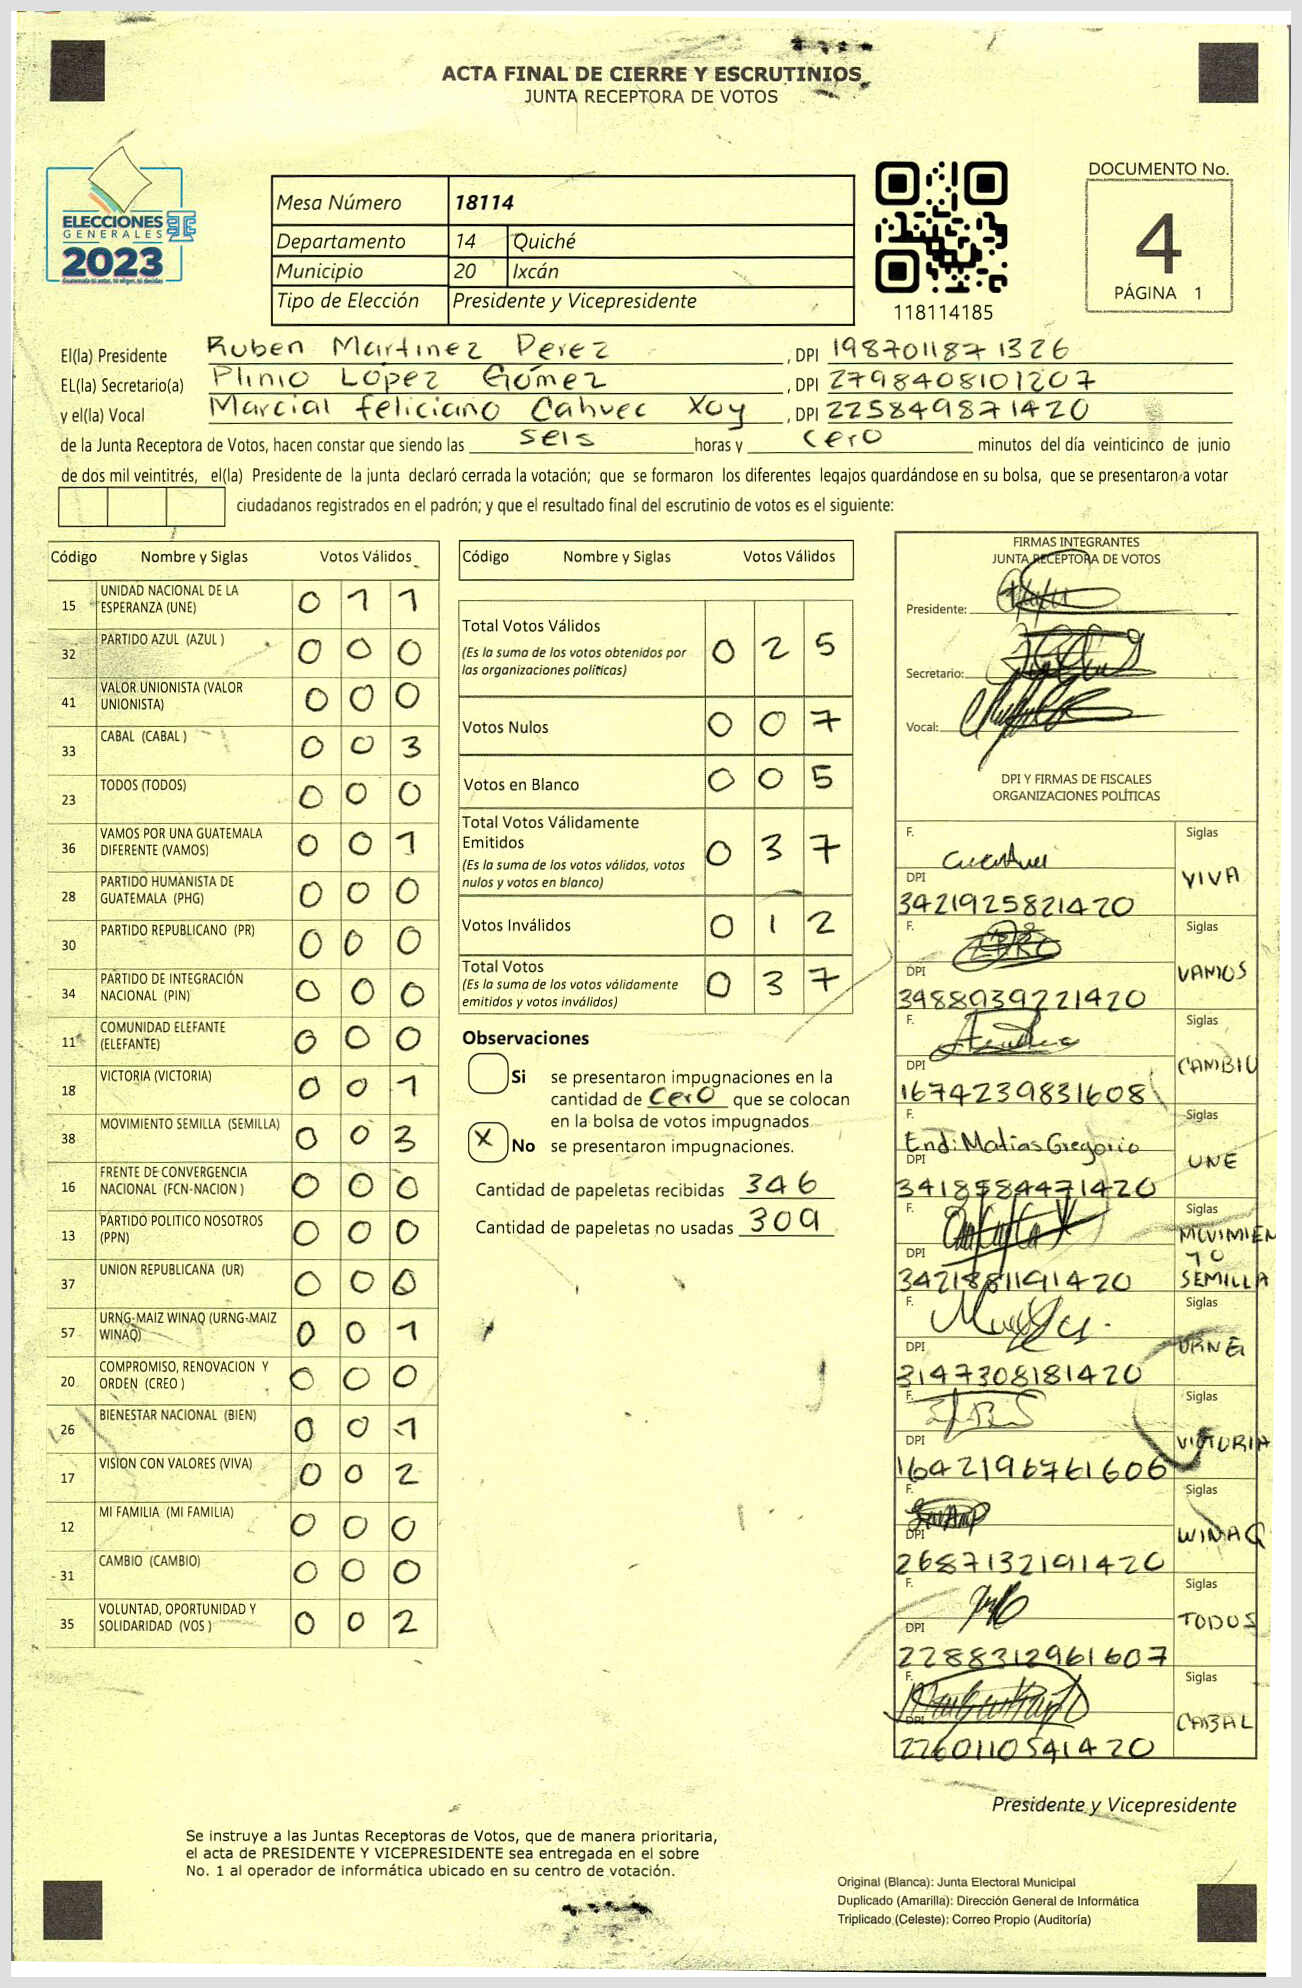 ACTA FINAL DE CIERRE Y ESCRUTINIOS
JUNTA RECEPTORA DE VOTOS
ELECCIONES
GENERALES
2023
Mesa Número 18114
Departamento 14 Quiché
Municipio 20 Ixcán
Tipo de Elección Presidente y Vicepresidente
118114185
DOCUMENTO No.
4
PÁGINA 1
El(la) Presidente Ruben Martinez Perez , DPI 1987011871326
EL(la) Secretario(a) Plinio López Gómez , DPI 2798408101207
y el(la) Vocal Marcial feliciano Cahuec Xoy , DPI 2258498871420
de la Junta Receptora de Votos, hacen constar que siendo las seis horas y cero minutos del día veinticinco de junio
de dos mil veintitrés, el(la) Presidente de la junta declaró cerrada la votación; que se formaron los diferentes legajos guardándose en su bolsa, que se presentaron a votar
ciudadanos registrados en el padrón; y que el resultado final del escrutinio de votos es el siguiente:
Código Nombre y Siglas Votos Válidos
15 UNIDAD NACIONAL DE LA ESPERANZA (UNE) 0 1 1
32 PARTIDO AZUL (AZUL ) 0 0 0
41 VALOR UNIONISTA (VALOR UNIONISTA) 0 0 0
33 CABAL (CABAL ) 0 0 3
23 TODOS (TODOS) 0 0 0
36 VAMOS POR UNA GUATEMALA DIFERENTE (VAMOS) 0 0 1
28 PARTIDO HUMANISTA DE GUATEMALA (PHG) 0 0 0
30 PARTIDO REPUBLICANO (PR) 0 0 0
34 PARTIDO DE INTEGRACIÓN NACIONAL (PIN) 0 0 0
11 COMUNIDAD ELEFANTE (ELEFANTE) 0 0 0
18 VICTORIA (VICTORIA) 0 0 1
38 MOVIMIENTO SEMILLA (SEMILLA) 0 0 3
16 FRENTE DE CONVERGENCIA NACIONAL (FCN-NACION ) 0 0 0
13 PARTIDO POLITICO NOSOTROS (PPN) 0 0 0
37 UNION REPUBLICANA (UR) 0 0 0
57 URNG-MAIZ WINAQ (URNG-MAIZ WINAQ) 0 0 1
20 COMPROMISO, RENOVACION Y ORDEN (CREO ) 0 0 0
26 BIENESTAR NACIONAL (BIEN) 0 0 1
17 VISION CON VALORES (VIVA) 0 0 2
12 MI FAMILIA (MI FAMILIA) 0 0 0
31 CAMBIO (CAMBIO) 0 0 0
35 VOLUNTAD, OPORTUNIDAD Y SOLIDARIDAD (VOS ) 0 0 2
Código Nombre y Siglas Votos Válidos
Total Votos Válidos 0 2 5
(Es la suma de los votos obtenidos por
las organizaciones políticas)
Votos Nulos 0 0 7
Votos en Blanco 0 0 5
Total Votos Válidamente
Emitidos 0 3 7
(Es la suma de los votos válidos, votos
nulos y votos en blanco)
Votos Inválidos 0 1 2
Total Votos 0 3 7
(Es la suma de los votos válidamente
emitidos y votos inválidos)
Observaciones
Si se presentaron impugnaciones en la
cantidad de cero que se colocan
en la bolsa de votos impugnados
X No se presentaron impugnaciones.
Cantidad de papeletas recibidas 346
Cantidad de papeletas no usadas 309
FIRMAS INTEGRANTES
JUNTA RECEPTORA DE VOTOS
Presidente:
Secretario:
Vocal:
DPI Y FIRMAS DE FISCALES
ORGANIZACIONES POLÍTICAS
F. Siglas
DPI VIVA
3421925821420
F. Siglas
DPI VAMOS
3488939221420
F. Siglas
DPI CAMBIO
1674239831608
F. Siglas
Endi Matias Gregorio
DPI UNE
3418584471420
F. Siglas
DPI MOVIMIEN
TO
3421881191420 SEMILLA
F. Siglas
DPI URNG
3147308181420
F. Siglas
DPI VICTORIA
1642196761606
F. Siglas
DPI WINAQ
2687132191420
F. Siglas
DPI TODOS
2288312961607
F. Siglas
DPI CABAL
2260110541420
Presidente y Vicepresidente
Se instruye a las Juntas Receptoras de Votos, que de manera prioritaria,
el acta de PRESIDENTE Y VICEPRESIDENTE sea entregada en el sobre
No. 1 al operador de informática ubicado en su centro de votación.
Original (Blanca): Junta Electoral Municipal
Duplicado (Amarilla): Dirección General de Informática
Triplicado (Celeste): Correo Propio (Auditoría)